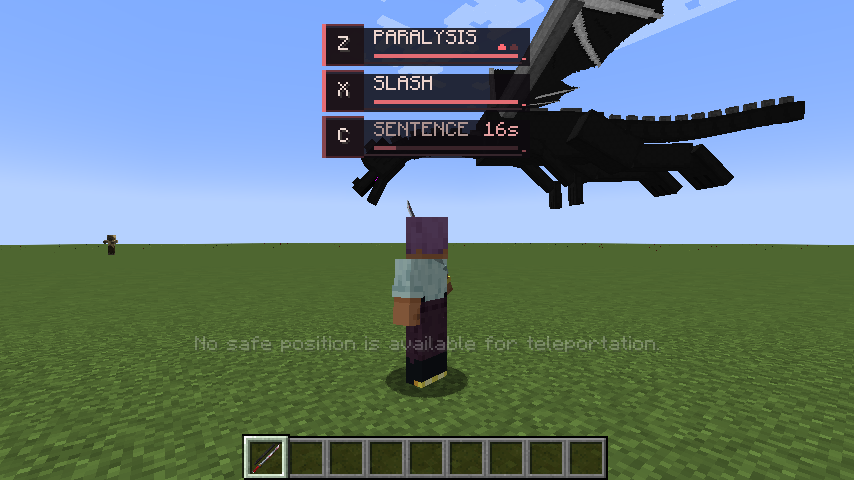 Z PARALYSIS
X SLASH
C SENTENCE 16s
No safe position is available for teleportation.